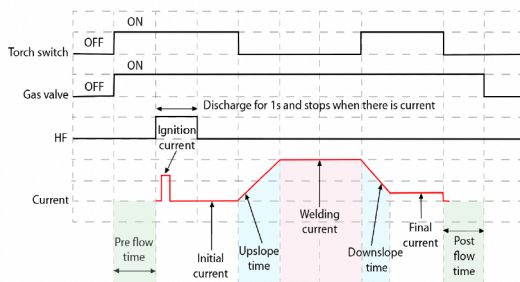 ON
OFF
Torch switch
ON
OFF
Gas valve
Discharge for 1s and stops when there is current
HF
Ignition
current
Current
Pre flow
time
Initial
current
Upslope
time
Welding
current
Downslope
time
Final
current
Post
flow
time